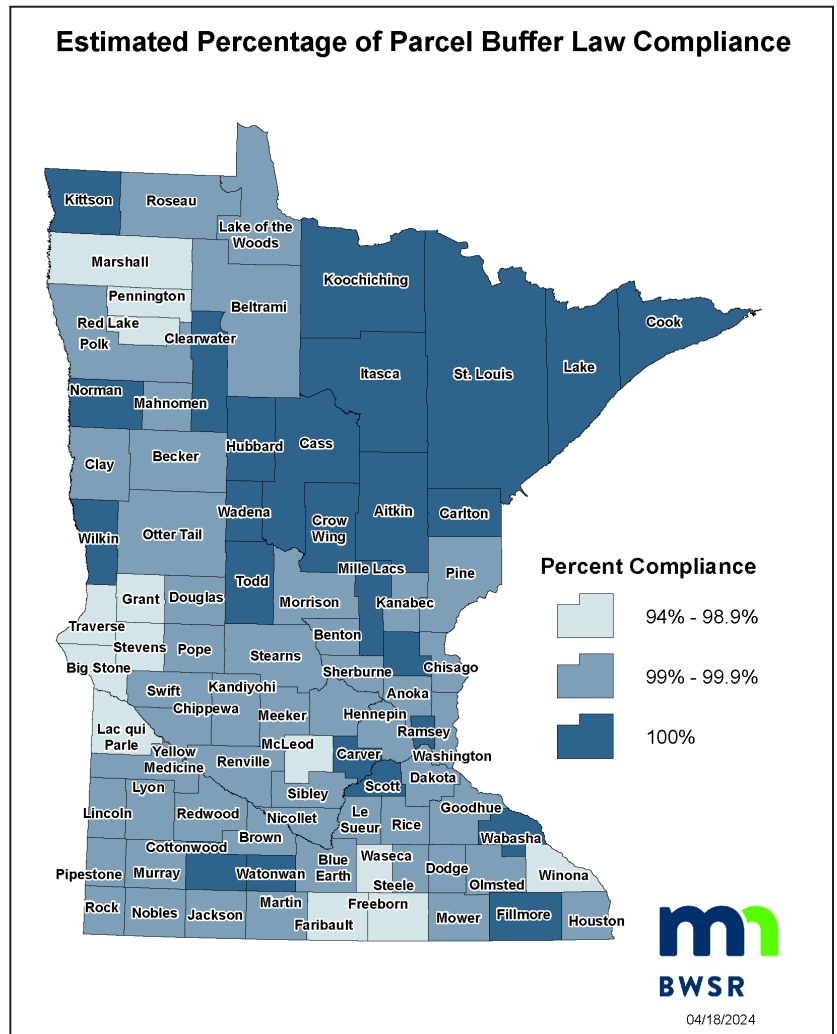 Estimated Percentage of Parcel Buffer Law Compliance
Kittson
Roseau
Lake of the
Woods
Marshall
Koochiching
Pennington
Beltrami
Red Lake
Polk
Clearwater
Cook
Itasca
St. Louis
Lake
Norman
Mahnomen
Hubbard
Cass
Clay
Becker
Wadena
Crow
Wing
Aitkin
Carlton
Wilkin
Otter Tail
Mille Lacs
Pine
Todd
Grant
Douglas
Morrison
Kanabec
Traverse
Benton
Stevens
Pope
Stearns
Big Stone
Sherburne
Chisago
Swift
Kandiyohi
Anoka
Chippewa
Meeker
Hennepin
Lac qui
Parle
Ramsey
McLeod
Yellow
Medicine
Renville
Carver
Washington
Scott
Dakota
Lyon
Sibley
Lincoln
Redwood
Nicollet
Le
Sueur
Rice
Goodhue
Brown
Wabasha
Cottonwood
Pipestone
Murray
Watonwan
Blue
Earth
Waseca
Steele
Dodge
Olmsted
Winona
Rock
Nobles
Jackson
Martin
Faribault
Freeborn
Mower
Fillmore
Houston
Percent Compliance
94% - 98.9%
99% - 99.9%
100%
mn
BWSR
04/18/2024